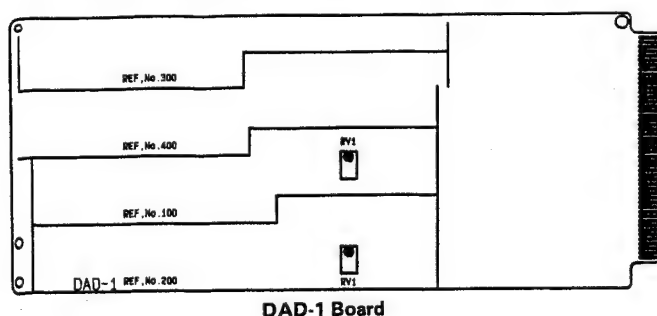 REF,No.300
REF,No.400
RV1
REF,No.100
DAD-1 REF,No.200
RV1
DAD-1 Board